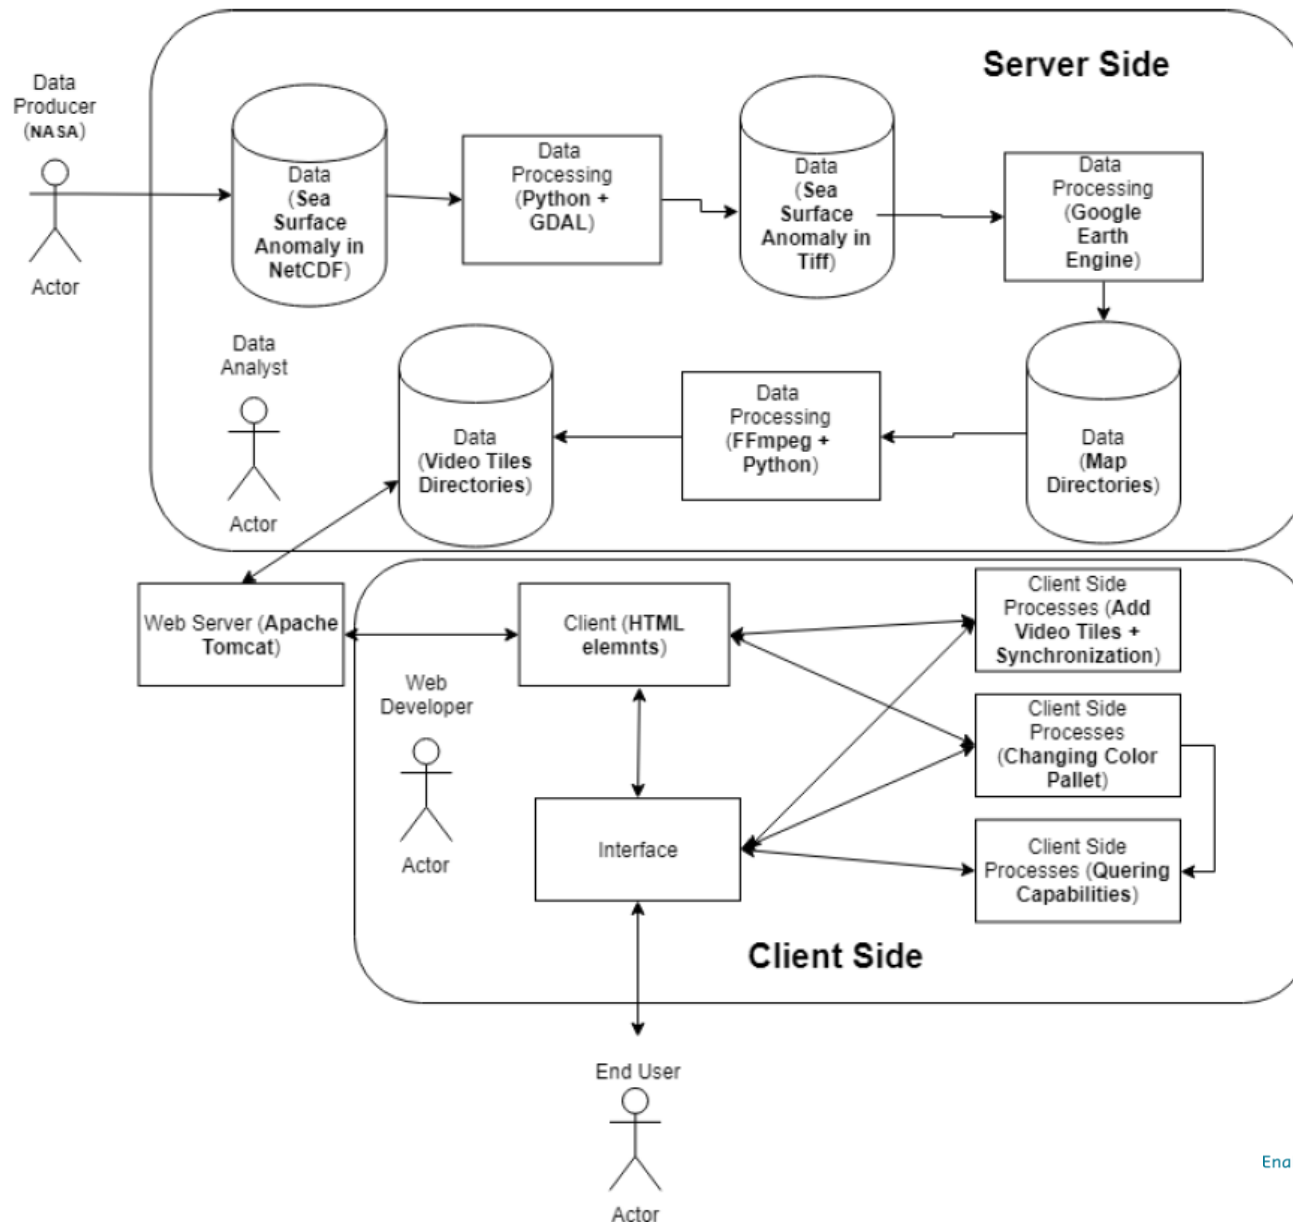 Server Side
Data
Producer
(NASA)
Actor
Data
(Sea
Surface
Anomaly in
NetCDF)
Data
Processing
(Python +
GDAL)
Data
(Sea
Surface
Anomaly in
Tiff)
Data
Processing
(Google
Earth
Engine)
Data
Analyst
Actor
Data
(Video Tiles
Directories)
Data
Processing
(FFmpeg +
Python)
Data
(Map
Directories)
Web Server (Apache
Tomcat)
Client (HTML
elemnts)
Client Side
Processes (Add
Video Tiles +
Synchronization)
Web
Developer
Actor
Client Side
Processes
(Changing Color
Pallet)
Interface
Client Side
Processes (Quering
Capabilities)
Client Side
End User
Actor
Ena